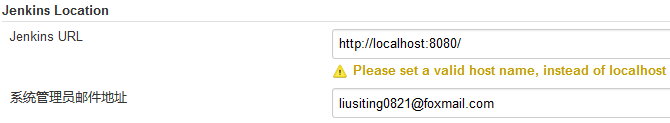 Jenkins Location
Jenkins URL
http://localhost:8080/
Please set a valid host name, instead of localhost
系统管理员邮件地址
liusiting0821@foxmail.com